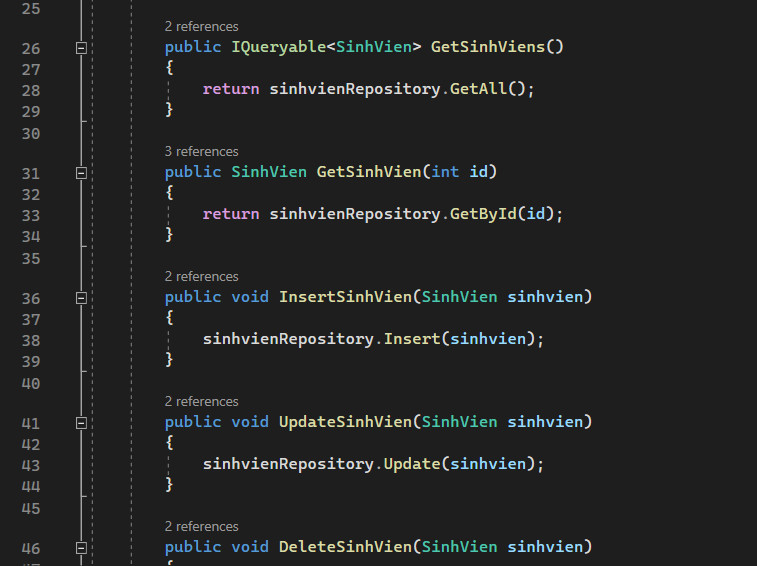 25
2 references
26 public IQueryable<SinhVien> GetSinhViens()
27 {
28 return sinhvienRepository.GetAll();
29 }
30
3 references
31 public SinhVien GetSinhVien(int id)
32 {
33 return sinhvienRepository.GetById(id);
34 }
35
2 references
36 public void InsertSinhVien(SinhVien sinhvien)
37 {
38 sinhvienRepository.Insert(sinhvien);
39 }
40
2 references
41 public void UpdateSinhVien(SinhVien sinhvien)
42 {
43 sinhvienRepository.Update(sinhvien);
44 }
45
2 references
46 public void DeleteSinhVien(SinhVien sinhvien)